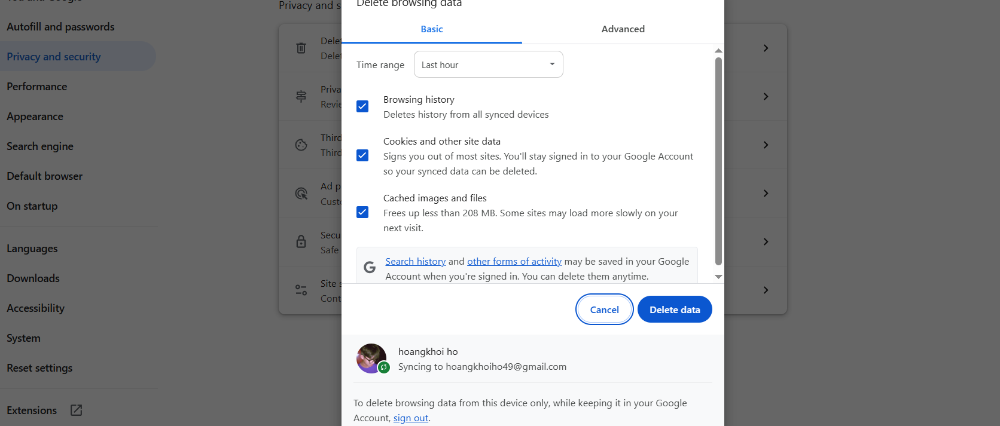 You and Google
Autofill and passwords
Privacy and security
Performance
Appearance
Search engine
Default browser
On startup
Languages
Downloads
Accessibility
System
Reset settings
Extensions
Privacy and s
Delet
Delet
Priva
Revie
Third
Third
Ad p
Custo
Secu
Safe
Site s
Cont
Delete browsing data
Basic
Advanced
Time range
Last hour
Browsing history
Deletes history from all synced devices
Cookies and other site data
Signs you out of most sites. You'll stay signed in to your Google Account
so your synced data can be deleted.
Cached images and files
Frees up less than 208 MB. Some sites may load more slowly on your
next visit.
G
Search history and other forms of activity may be saved in your Google
Account when you're signed in. You can delete them anytime.
Cancel
Delete data
hoangkhoi ho
Syncing to hoangkhoiho49@gmail.com
To delete browsing data from this device only, while keeping it in your Google
Account, sign out.